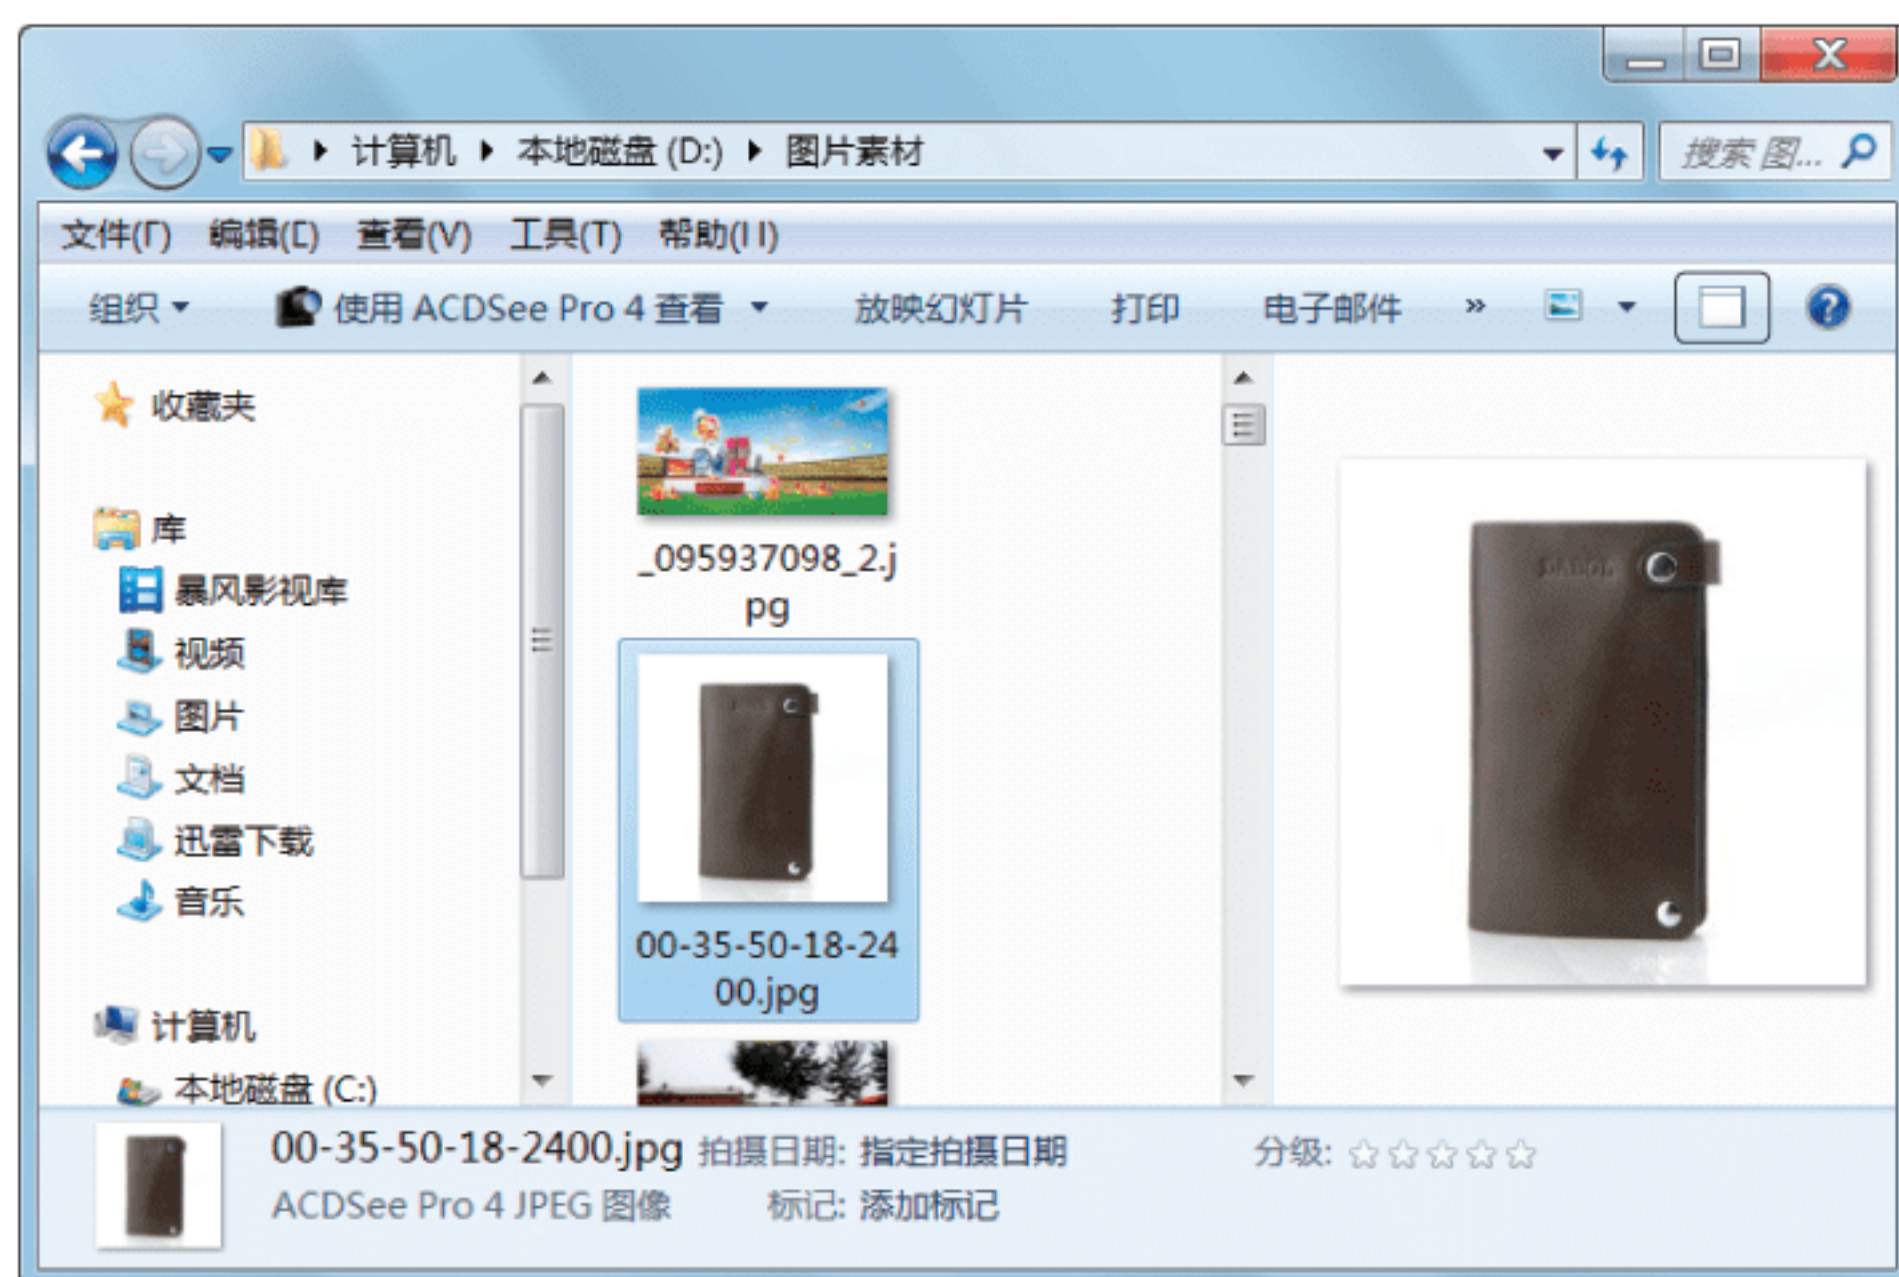 计算机 ▸ 本地磁盘 (D:) ▸ 图片素材
搜索 图...
文件(F) 编辑(E) 查看(V) 工具(T) 帮助(H)
组织 使用 ACDSee Pro 4 查看 放映幻灯片 打印 电子邮件 »
收藏夹
库
暴风影视库
视频
图片
文档
迅雷下载
音乐
计算机
本地磁盘 (C:)
_095937098_2.j
pg
00-35-50-18-24
00.jpg
00-35-50-18-2400.jpg 拍摄日期: 指定拍摄日期 分级: ☆☆☆☆☆
ACDSee Pro 4 JPEG 图像 标记: 添加标记